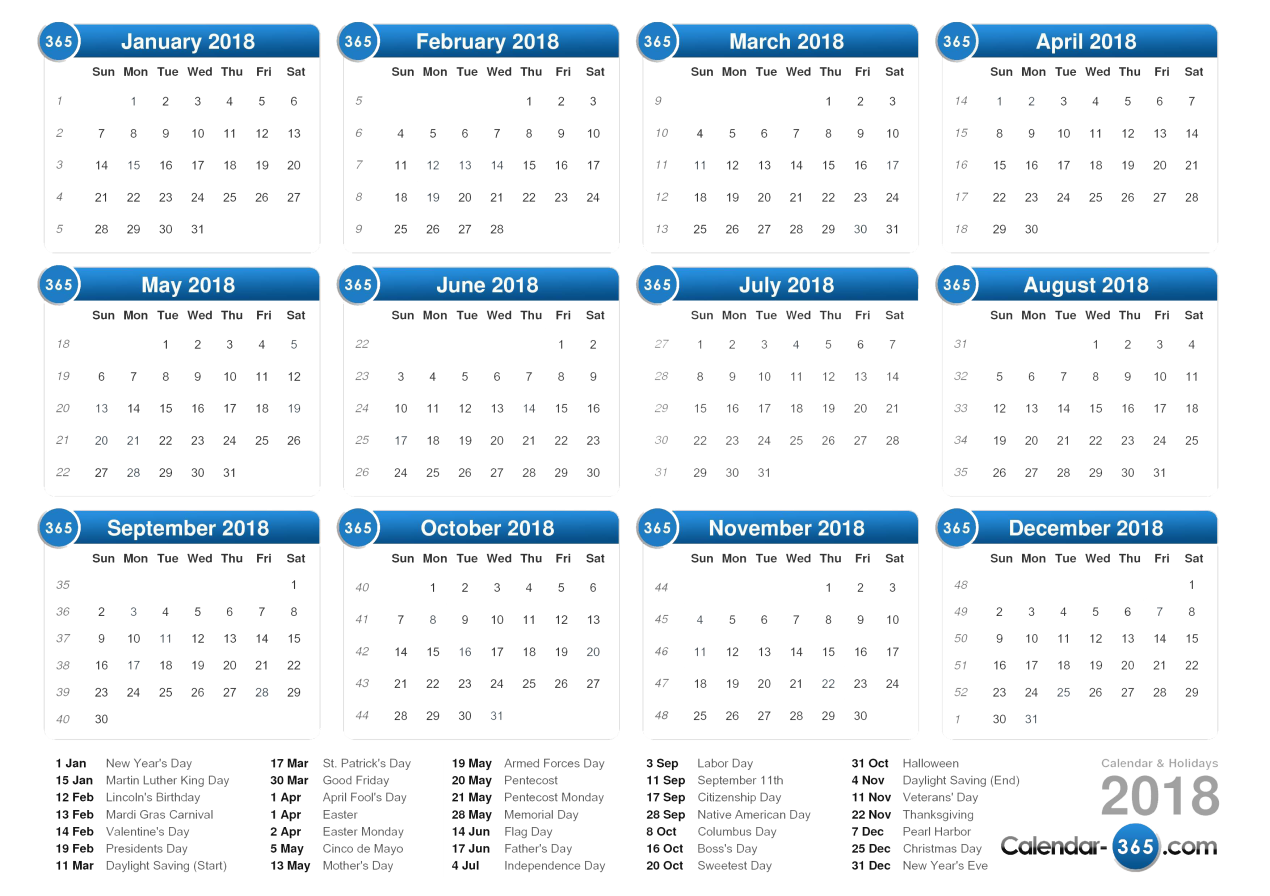 365 January 2018
Sun Mon Tue Wed Thu Fri Sat
1 1 2 3 4 5 6
2 7 8 9 10 11 12 13
3 14 15 16 17 18 19 20
4 21 22 23 24 25 26 27
5 28 29 30 31
365 February 2018
Sun Mon Tue Wed Thu Fri Sat
5 1 2 3
6 4 5 6 7 8 9 10
7 11 12 13 14 15 16 17
8 18 19 20 21 22 23 24
9 25 26 27 28
365 March 2018
Sun Mon Tue Wed Thu Fri Sat
9 1 2 3
10 4 5 6 7 8 9 10
11 11 12 13 14 15 16 17
12 18 19 20 21 22 23 24
13 25 26 27 28 29 30 31
365 April 2018
Sun Mon Tue Wed Thu Fri Sat
14 1 2 3 4 5 6 7
15 8 9 10 11 12 13 14
16 15 16 17 18 19 20 21
17 22 23 24 25 26 27 28
18 29 30
365 May 2018
Sun Mon Tue Wed Thu Fri Sat
18 1 2 3 4 5
19 6 7 8 9 10 11 12
20 13 14 15 16 17 18 19
21 20 21 22 23 24 25 26
22 27 28 29 30 31
365 June 2018
Sun Mon Tue Wed Thu Fri Sat
22 1 2
23 3 4 5 6 7 8 9
24 10 11 12 13 14 15 16
25 17 18 19 20 21 22 23
26 24 25 26 27 28 29 30
365 July 2018
Sun Mon Tue Wed Thu Fri Sat
27 1 2 3 4 5 6 7
28 8 9 10 11 12 13 14
29 15 16 17 18 19 20 21
30 22 23 24 25 26 27 28
31 29 30 31
365 August 2018
Sun Mon Tue Wed Thu Fri Sat
31 1 2 3 4
32 5 6 7 8 9 10 11
33 12 13 14 15 16 17 18
34 19 20 21 22 23 24 25
35 26 27 28 29 30 31
365 September 2018
Sun Mon Tue Wed Thu Fri Sat
35 1
36 2 3 4 5 6 7 8
37 9 10 11 12 13 14 15
38 16 17 18 19 20 21 22
39 23 24 25 26 27 28 29
40 30
365 October 2018
Sun Mon Tue Wed Thu Fri Sat
40 1 2 3 4 5 6
41 7 8 9 10 11 12 13
42 14 15 16 17 18 19 20
43 21 22 23 24 25 26 27
44 28 29 30 31
365 November 2018
Sun Mon Tue Wed Thu Fri Sat
44 1 2 3
45 4 5 6 7 8 9 10
46 11 12 13 14 15 16 17
47 18 19 20 21 22 23 24
48 25 26 27 28 29 30
365 December 2018
Sun Mon Tue Wed Thu Fri Sat
48 1
49 2 3 4 5 6 7 8
50 9 10 11 12 13 14 15
51 16 17 18 19 20 21 22
52 23 24 25 26 27 28 29
1 30 31
1 Jan New Year's Day
15 Jan Martin Luther King Day
12 Feb Lincoln's Birthday
13 Feb Mardi Gras Carnival
14 Feb Valentine's Day
19 Feb Presidents Day
11 Mar Daylight Saving (Start)
17 Mar St. Patrick's Day
30 Mar Good Friday
1 Apr April Fool's Day
1 Apr Easter
2 Apr Easter Monday
5 May Cinco de Mayo
13 May Mother's Day
19 May Armed Forces Day
20 May Pentecost
21 May Pentecost Monday
28 May Memorial Day
14 Jun Flag Day
17 Jun Father's Day
4 Jul Independence Day
3 Sep Labor Day
11 Sep September 11th
17 Sep Citizenship Day
28 Sep Native American Day
8 Oct Columbus Day
16 Oct Boss's Day
20 Oct Sweetest Day
31 Oct Halloween
4 Nov Daylight Saving (End)
11 Nov Veterans' Day
22 Nov Thanksgiving
7 Dec Pearl Harbor
25 Dec Christmas Day
31 Dec New Year's Eve
Calendar & Holidays
2018
Calendar-365.com